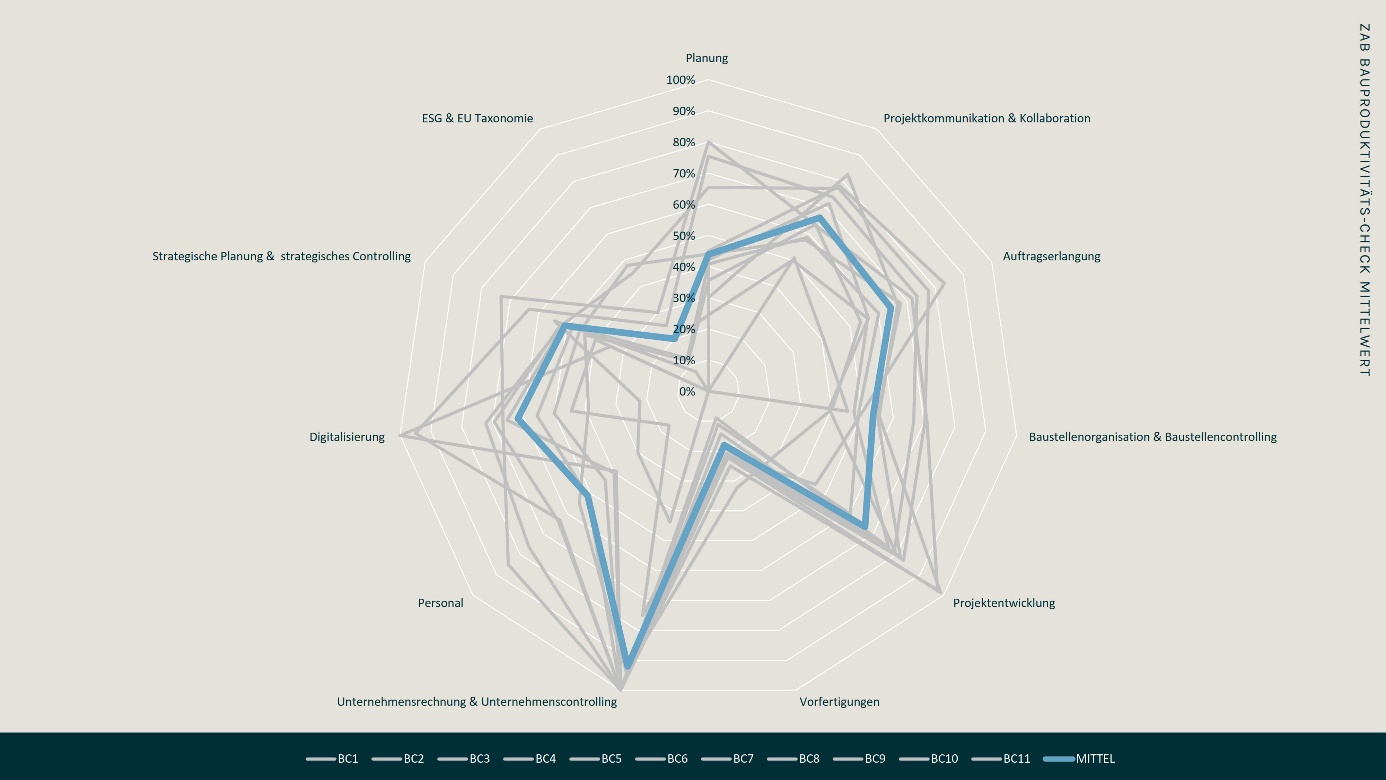 Planung
100%
90%
80%
70%
60%
50%
40%
30%
20%
10%
0%
Projektkommunikation & Kollaboration
Auftragserlangung
Baustellenorganisation & Baustellencontrolling
Projektentwicklung
Vorfertigungen
Unternehmensrechnung & Unternehmenscontrolling
Personal
Digitalisierung
Strategische Planung &  strategisches Controlling
ESG & EU Taxonomie
ZAB BAUPRODUKTIVITÄTS-CHECK MITTELWERT
BC1 BC2 BC3 BC4 BC5 BC6 BC7 BC8 BC9 BC10 BC11 MITTEL